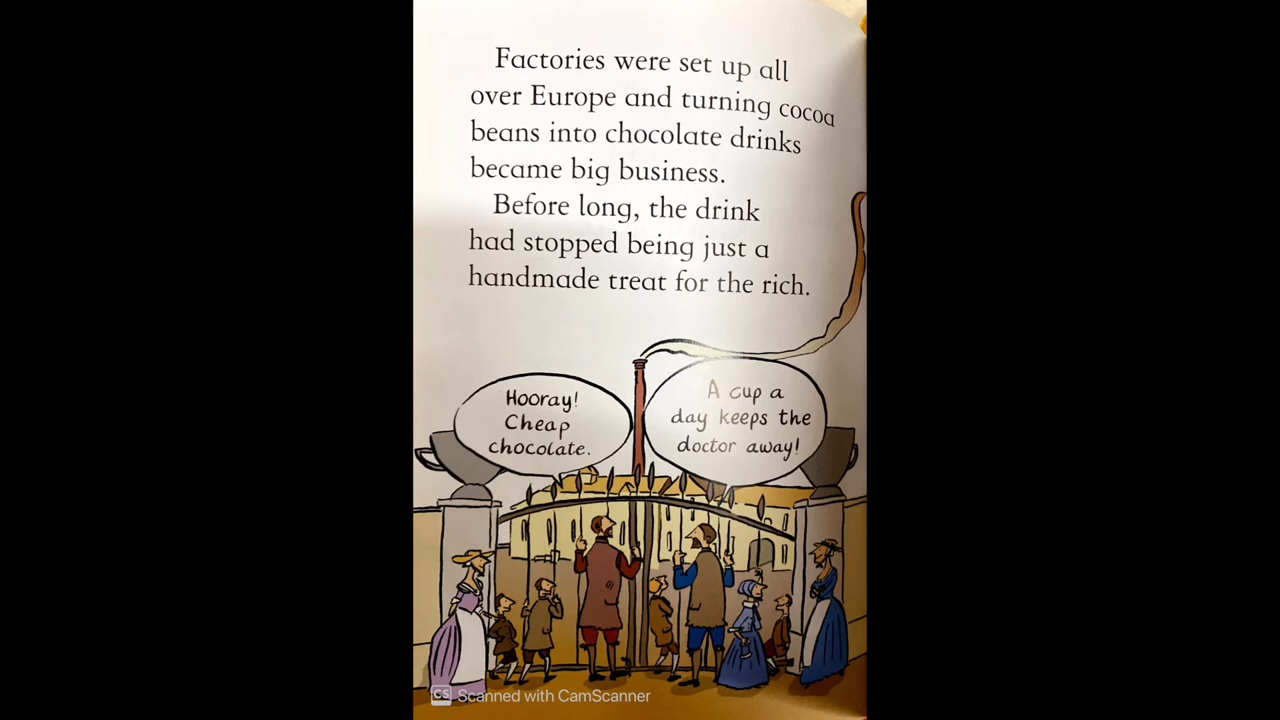 Factories were set up all
over Europe and turning cocoa
beans into chocolate drinks
became big business.
Before long, the drink
had stopped being just a
handmade treat for the rich.
Hooray!
Cheap
chocolate.
A cup a
day keeps the
doctor away!
CS Scanned with CamScanner